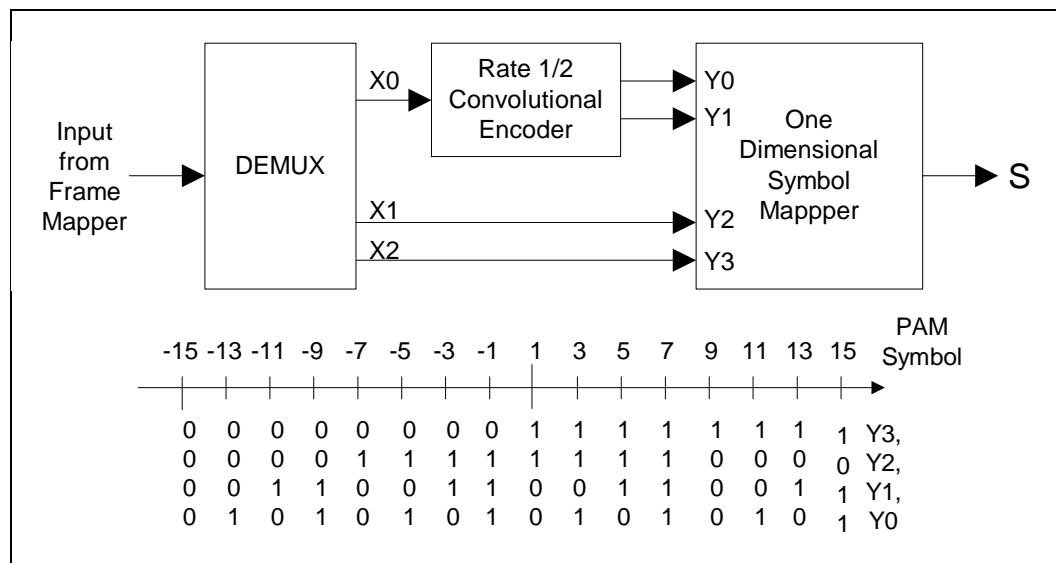 Input
from
Frame
Mapper
DEMUX
X0
X1
X2
Rate 1/2
Convolutional
Encoder
Y0
Y1
Y2
Y3
One
Dimensional
Symbol
Mappper
S
-15 -13 -11 -9 -7 -5 -3 -1 1 3 5 7 9 11 13 15
PAM
Symbol
0 0 0 0 0 0 0 0 1 1 1 1 1 1 1 1 Y3,
0 0 0 0 1 1 1 1 1 1 1 1 0 0 0 0 Y2,
0 0 1 1 0 0 1 1 0 0 1 1 0 0 1 1 Y1,
0 1 0 1 0 1 0 1 0 1 0 1 0 1 0 1 Y0